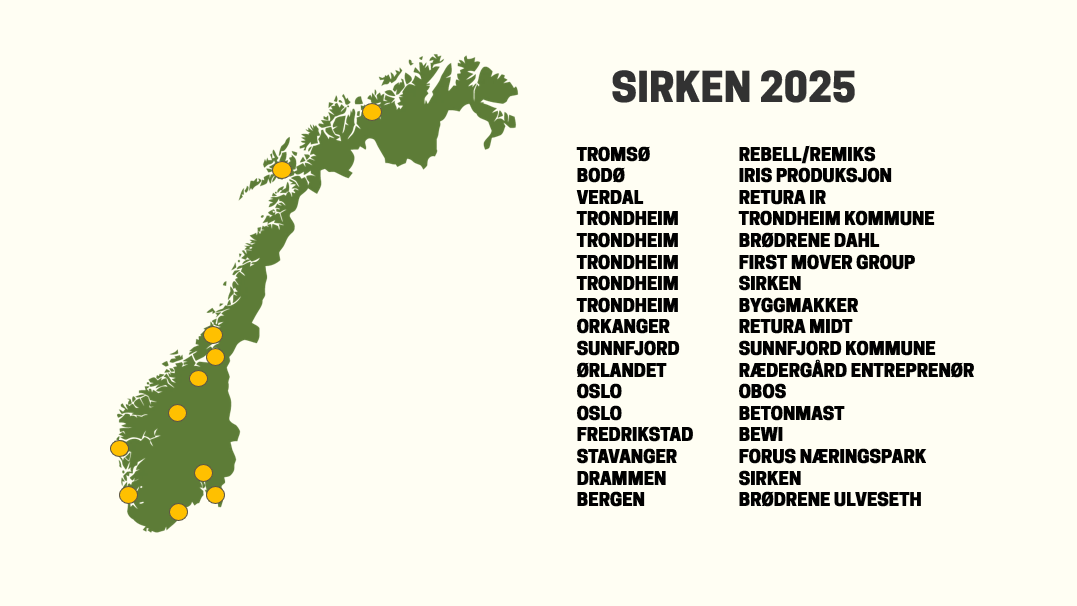 SIRKEN 2025
TROMSØ REBELL/REMIKS
BODØ IRIS PRODUKSJON
VERDAL RETURA IR
TRONDHEIM TRONDHEIM KOMMUNE
TRONDHEIM BRØDRENE DAHL
TRONDHEIM FIRST MOVER GROUP
TRONDHEIM SIRKEN
TRONDHEIM BYGGMAKKER
ORKANGER RETURA MIDT
SUNNFJORD SUNNFJORD KOMMUNE
ØRLANDET RÆDERGÅRD ENTREPRENØR
OSLO OBOS
OSLO BETONMAST
FREDRIKSTAD BEWI
STAVANGER FORUS NÆRINGSPARK
DRAMMEN SIRKEN
BERGEN BRØDRENE ULVESETH